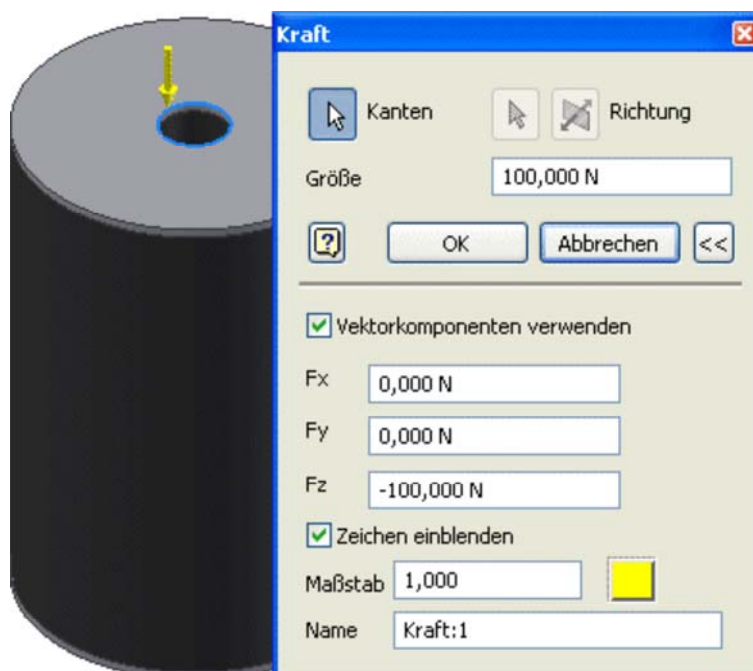 Kraft
Kanten
Richtung
Größe 100,000 N
OK Abbrechen <<
Vektorkomponenten verwenden
Fx 0,000 N
Fy 0,000 N
Fz -100,000 N
Zeichen einblenden
Maßstab 1,000
Name Kraft:1